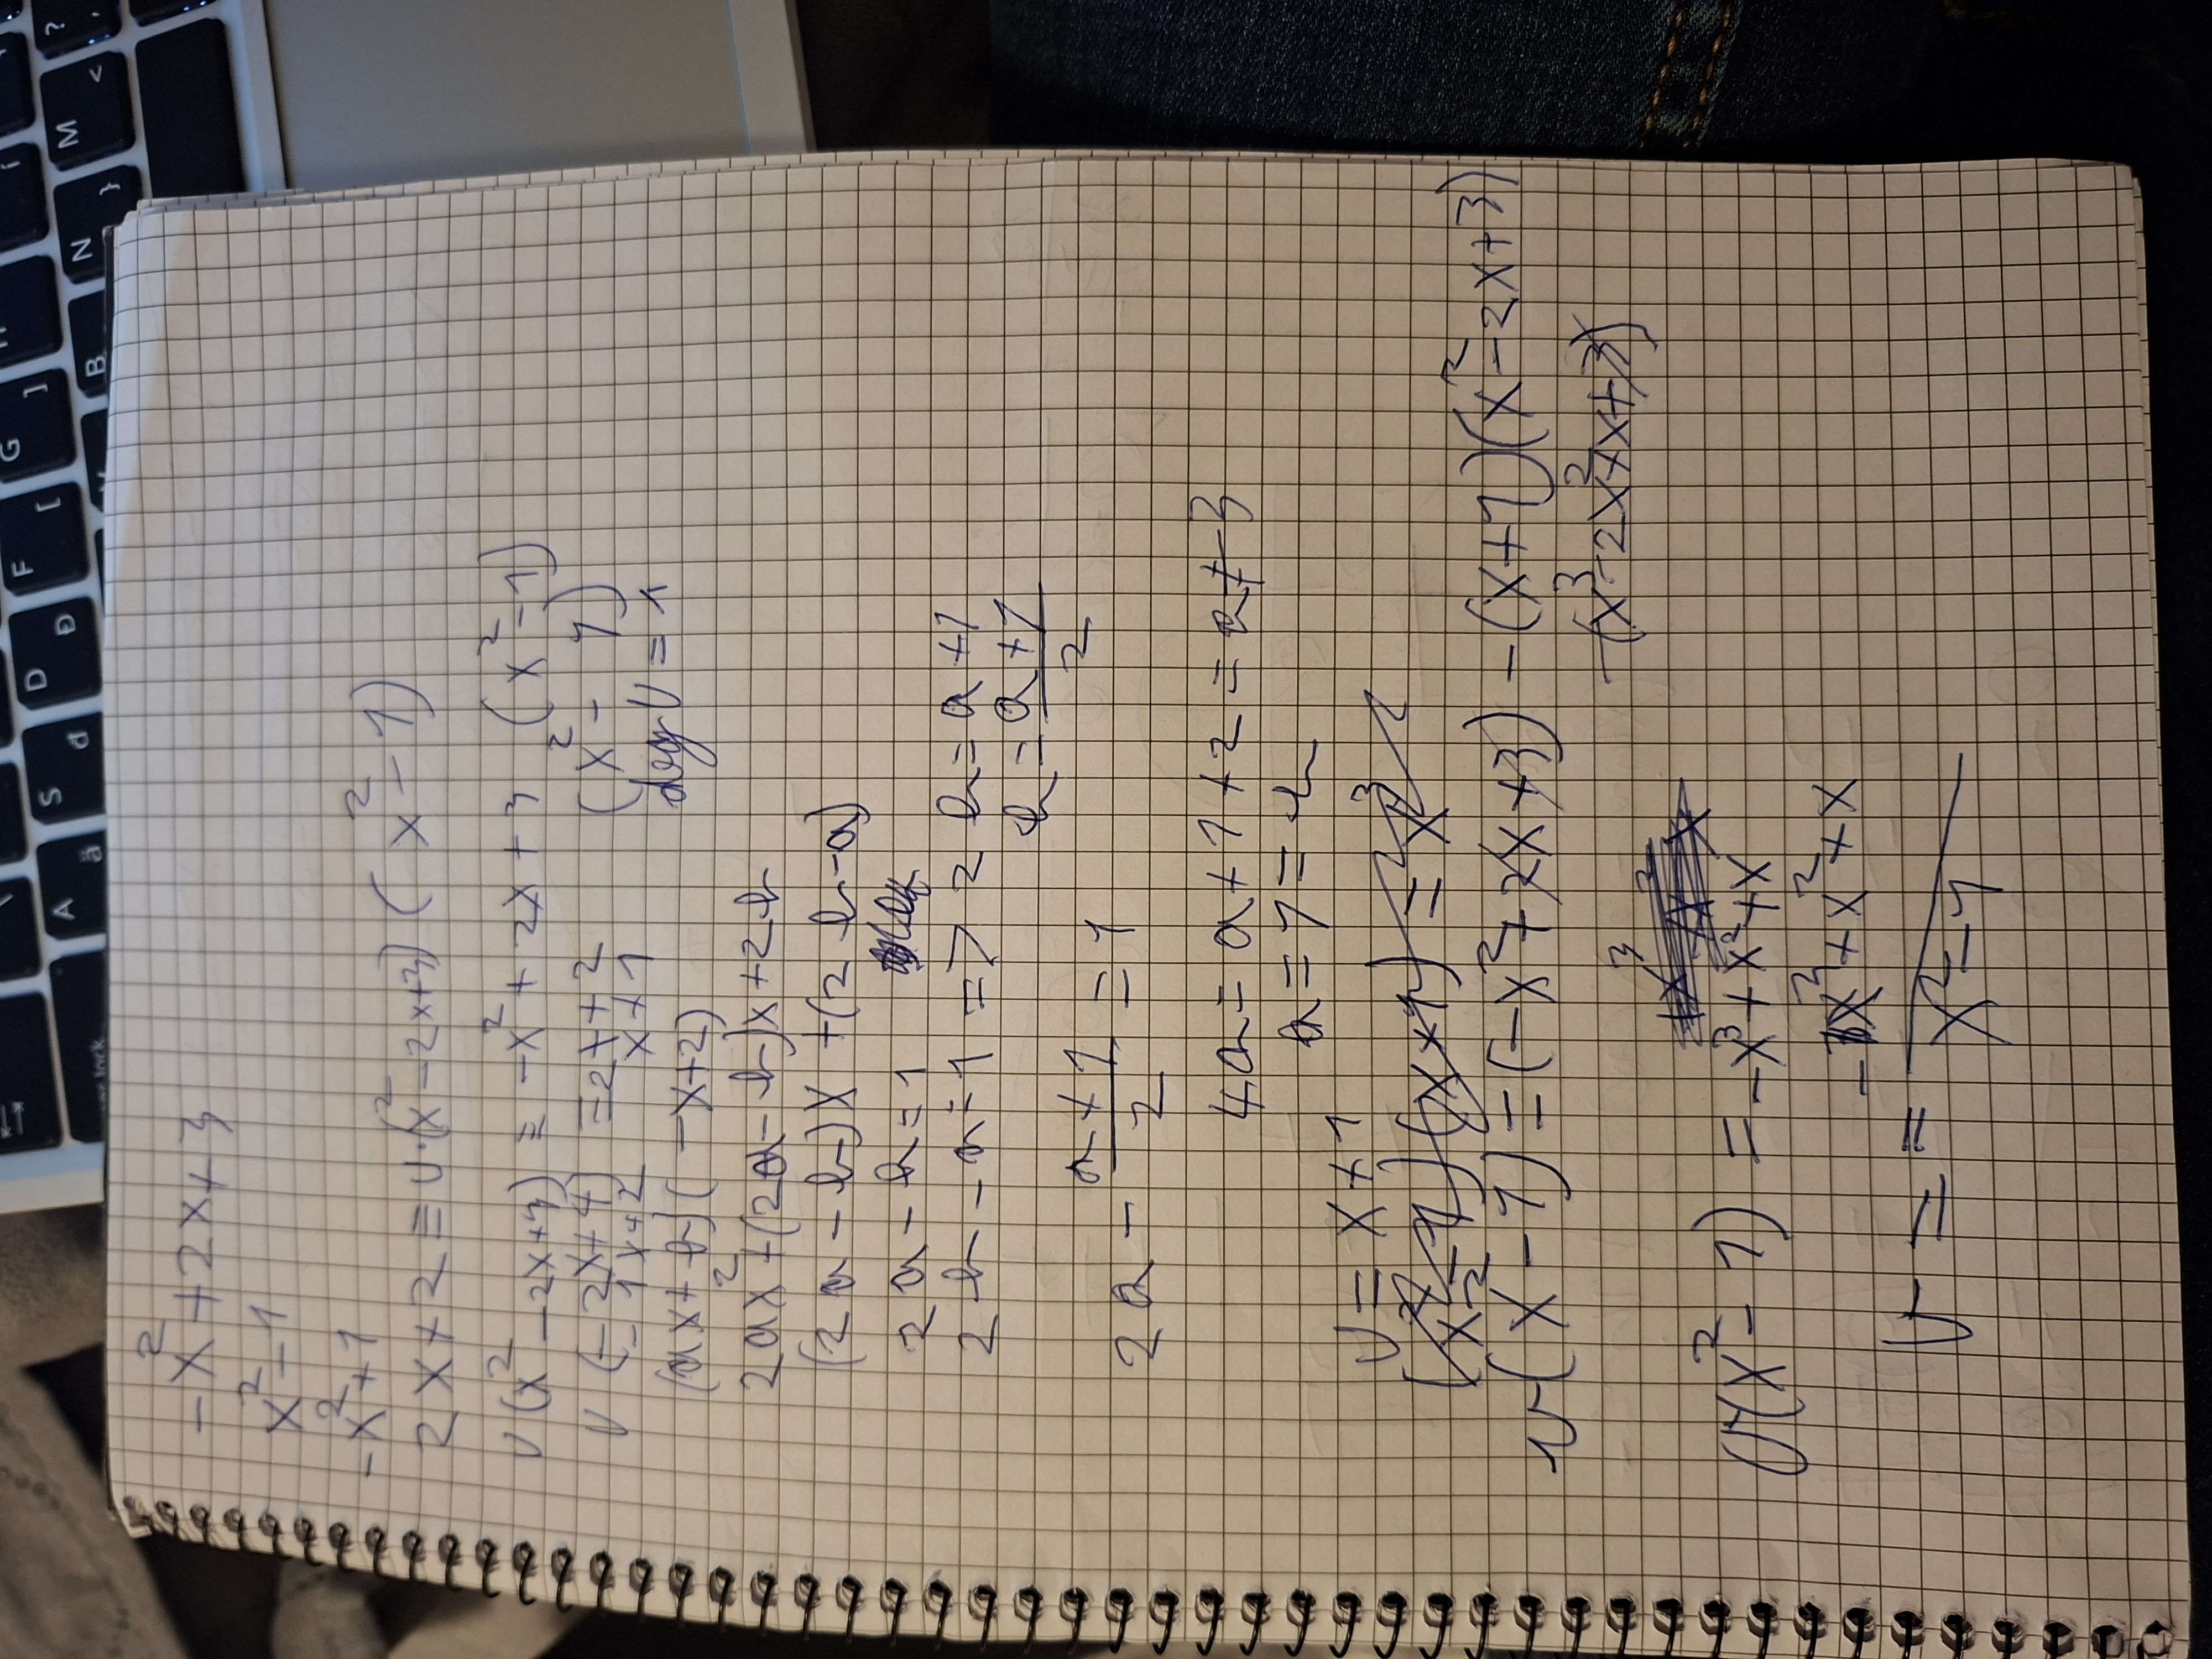 A ä S đ D Đ F [ G ]
B N } M < ?
-x² + 2x + 3
x² - 1
-x² + 1
2x + 2 ≡ U·(x² - 2x + 3) (x² - 1)
U(x² - 2x + 3) ≡ -x² + 2x + 3 (x² - 1)
U (-2x + 4) = 2x + 2 (x² - 1)
-1x + 2 x + 1 deg U = 1
(ax + b)(-x + 2)
2ax² + (2a - b)x + 2b
(2a - b)x + (2b - a)
2a - b = 1
2b - a = 1 => 2b = a + 1
b = (a + 1)/2
2a - (a + 1)/2 = 1
4a = a + 1 + 2 = a + 3
a = 1 = b
U = x + 1
(x² - 1)(x + 1) = x³
v(x² - 1) = (-x² + 2x + 3) - (x + 1)(x² - 2x + 3)
-(x³ - 2x² + x + 3)
V(x² - 1) = -x³ + x² + x
V = = (-x³ + x² + x)/(x² - 1)